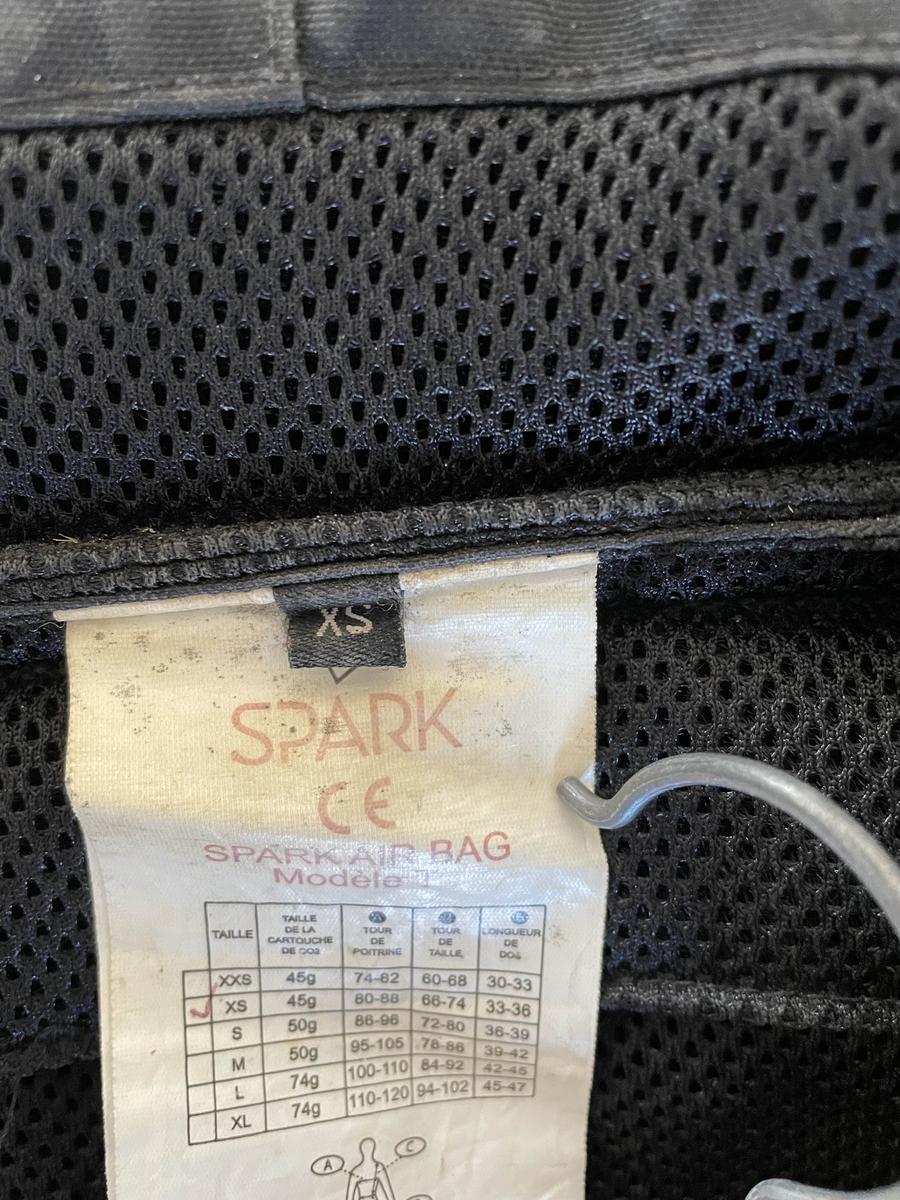 XS
SPARK
CE
SPARK AIR BAG
Modèle
TAILLE TAILLE DE LA CARTOUCHE DE CO2 A TOUR DE POITRINE TOUR DE TAILLE LONGUEUR DE DOS
XXS 45g 74-82 60-68 30-33
XS 45g 80-88 66-74 33-36
S 50g 86-96 72-80 36-39
M 50g 95-105 78-86 39-42
L 74g 100-110 84-92 42-45
XL 74g 110-120 94-102 45-47
A C